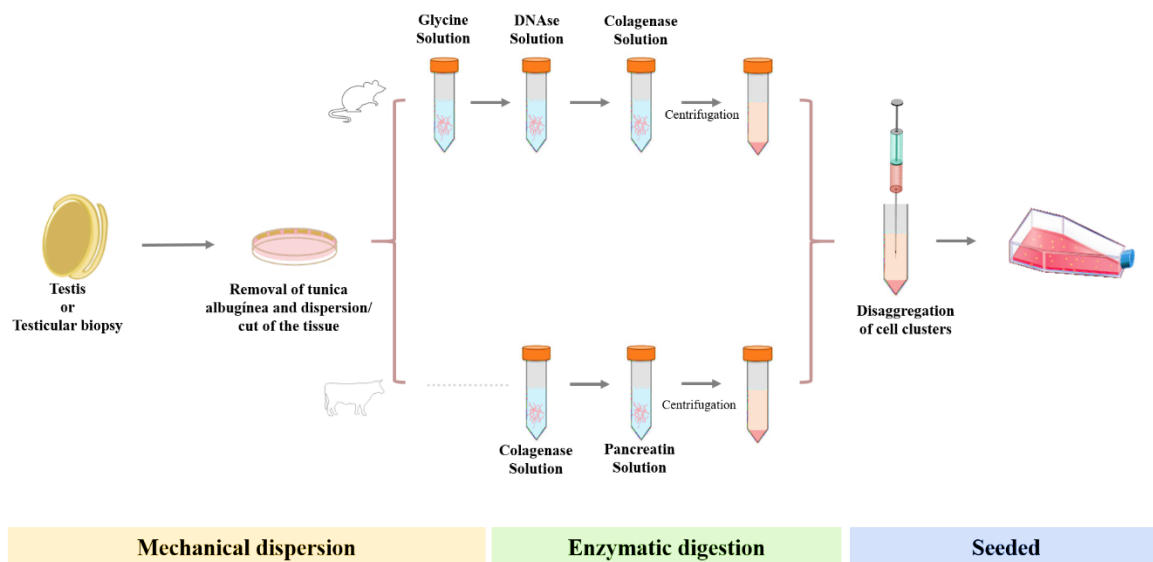 Glycine
Solution
DNAse
Solution
Colagenase
Solution
Centrifugation
Testis
or
Testicular biopsy
Removal of tunica
albugínea and dispersion/
cut of the tissue
Disaggregation
of cell clusters
Centrifugation
Colagenase
Solution
Pancreatin
Solution
Mechanical dispersion
Enzymatic digestion
Seeded